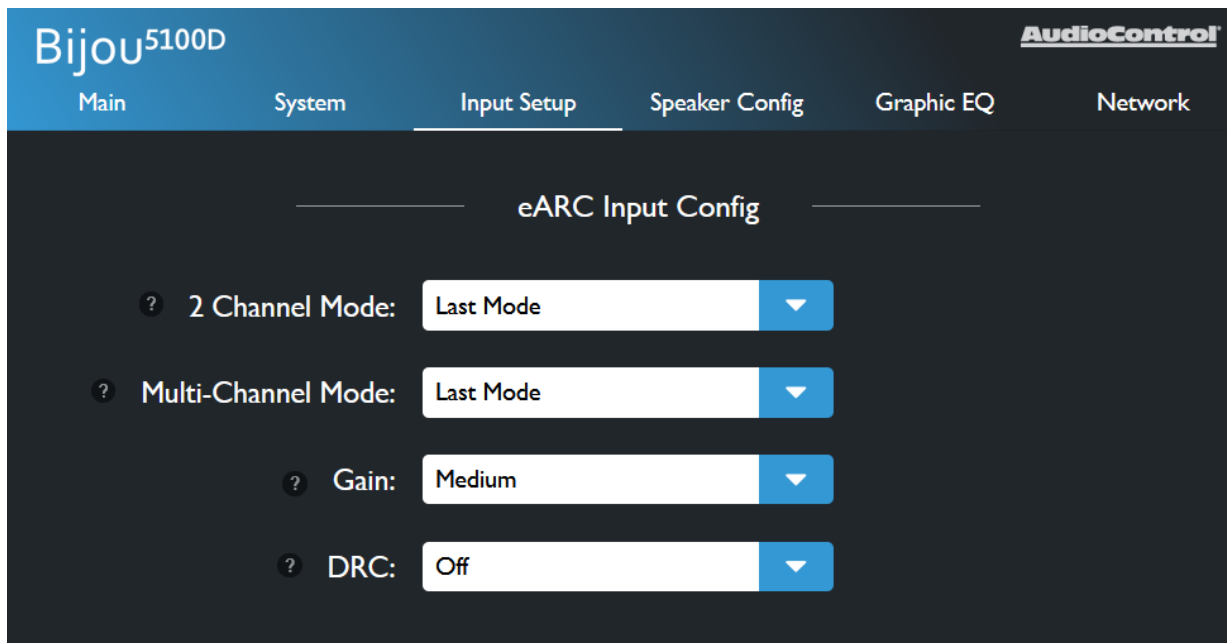 Bijou5100D
AudioControl
Main System Input Setup Speaker Config Graphic EQ Network
eARC Input Config
? 2 Channel Mode: Last Mode
? Multi-Channel Mode: Last Mode
? Gain: Medium
? DRC: Off